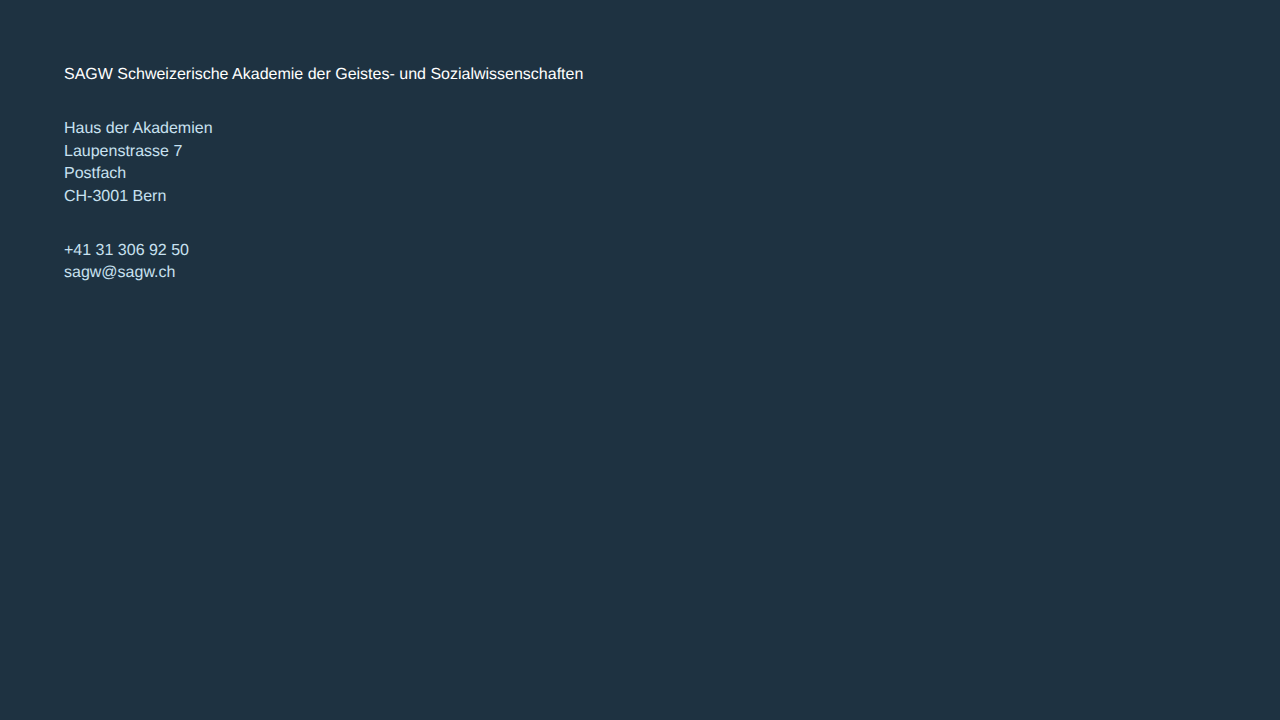 SAGW Schweizerische Akademie der Geistes- und Sozialwissenschaften
Haus der Akademien
Laupenstrasse 7
Postfach
CH-3001 Bern
+41 31 306 92 50
sagw@sagw.ch